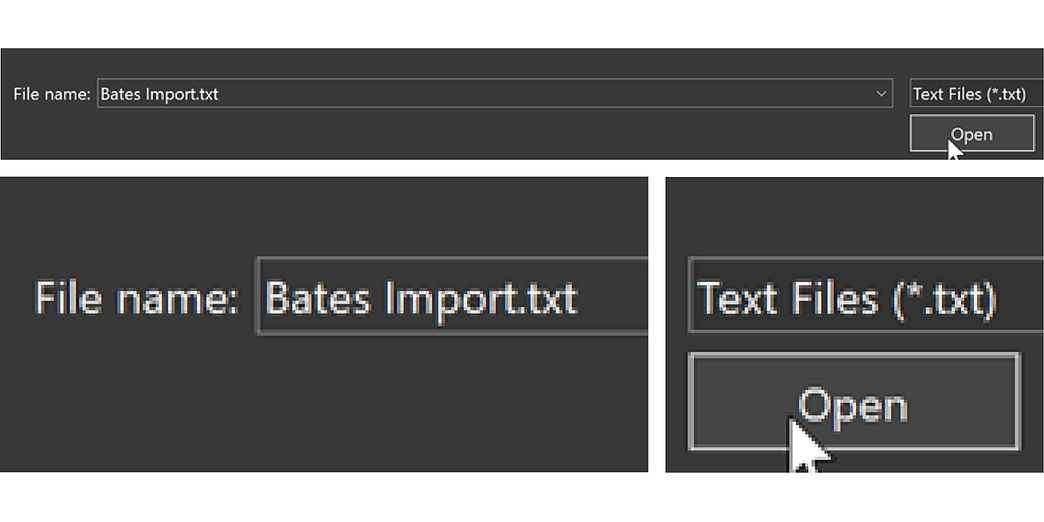 File name: Bates Import.txt Text Files (*.txt)
Open
File name: Bates Import.txt
Text Files (*.txt)
Open